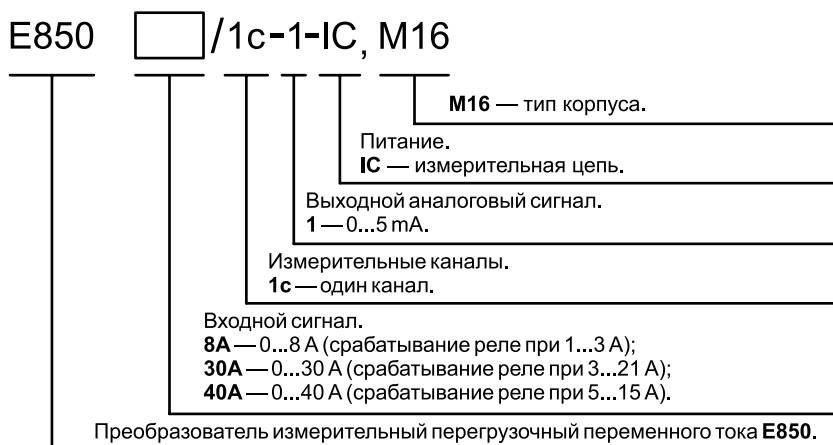 E850 /1c-1-IC, M16
M16 — тип корпуса.
Питание.
IC — измерительная цепь.
Выходной аналоговый сигнал.
1 — 0...5 mA.
Измерительные каналы.
1c — один канал.
Входной сигнал.
8A — 0...8 A (срабатывание реле при 1...3 A);
30A — 0...30 A (срабатывание реле при 3...21 A);
40A — 0...40 A (срабатывание реле при 5...15 A).
Преобразователь измерительный перегрузочный переменного тока E850.